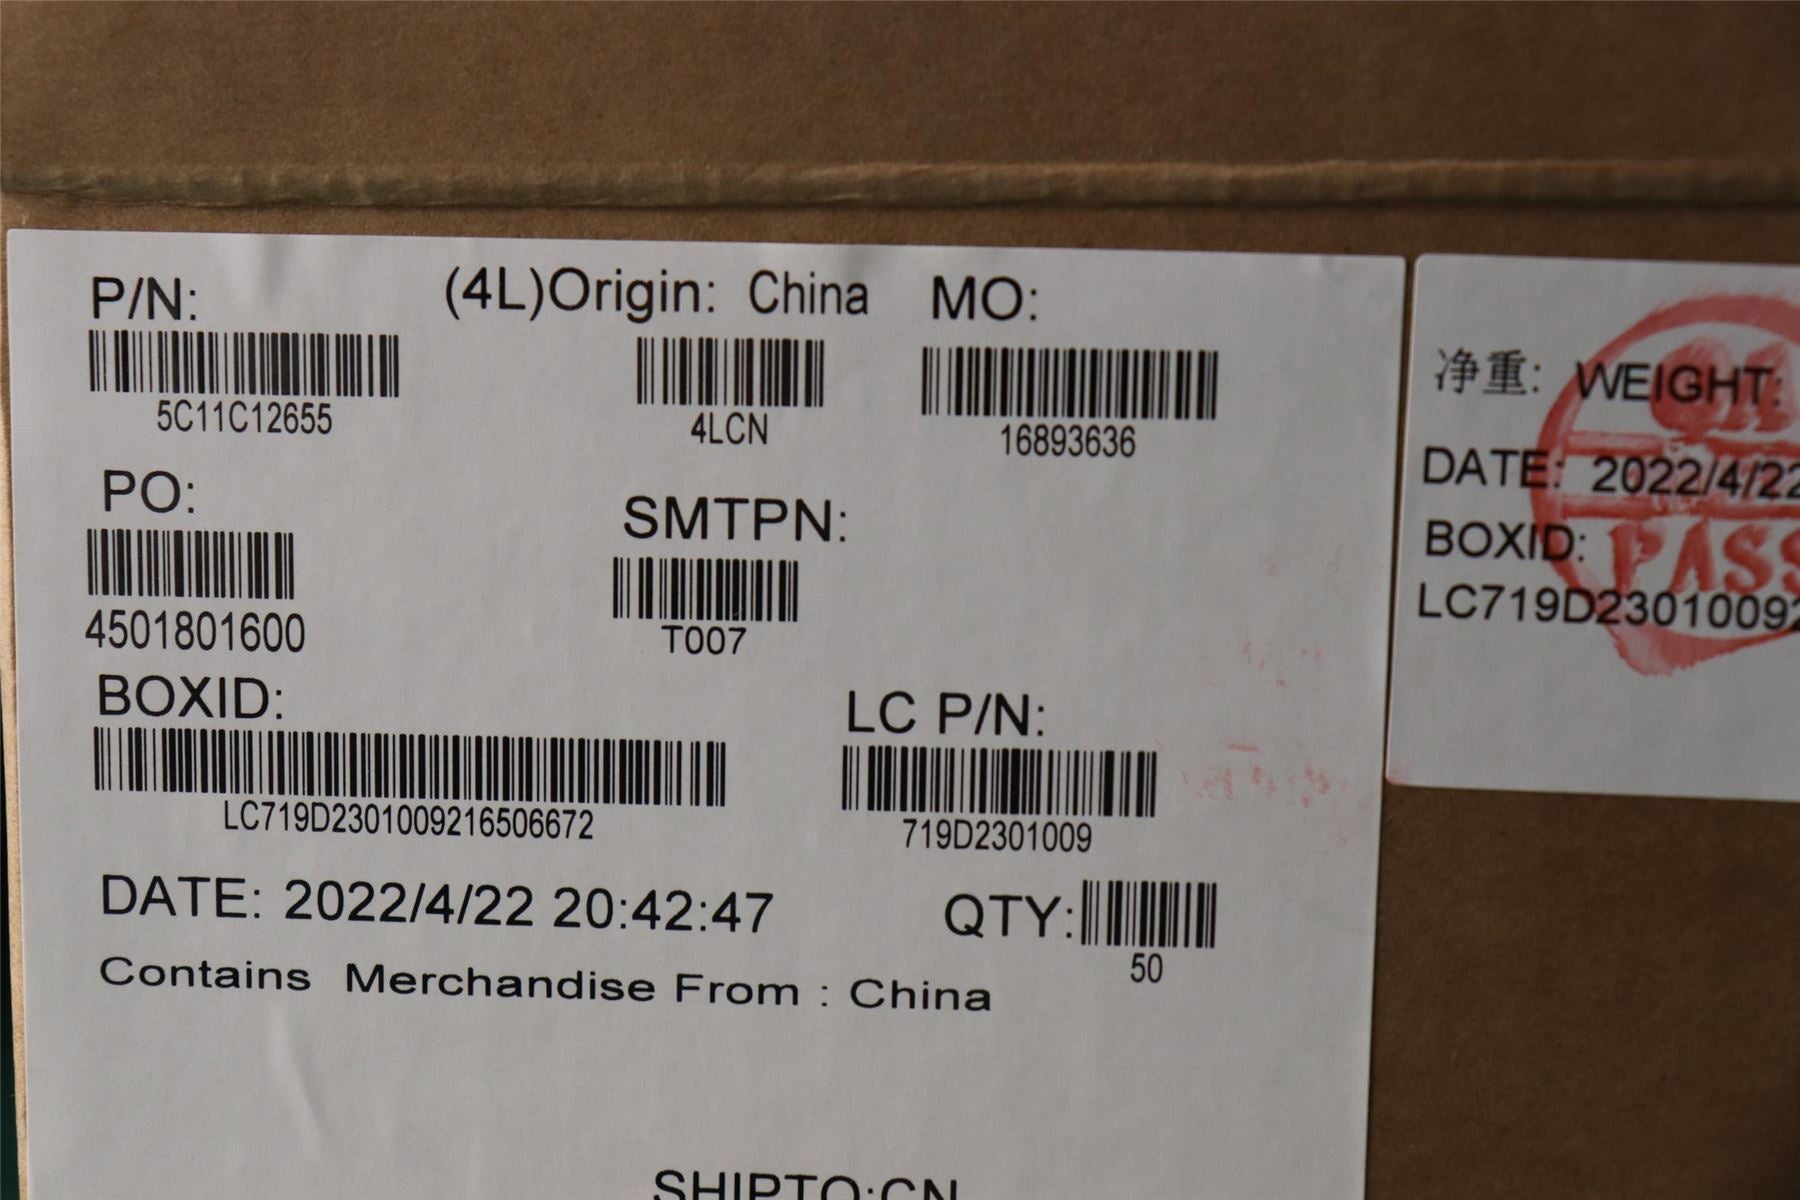 P/N: (4L)Origin: China MO:
5C11C12655 4LCN 16893636
PO: SMTPN:
4501801600 T007
BOXID: LC P/N:
LC719D2301009216506672 719D2301009
DATE: 2022/4/22 20:42:47 QTY:
50
Contains Merchandise From : China
SHIPTO:CN
净重: WEIGHT:
DATE: 2022/4/22
BOXID:
LC719D23010092
PASS